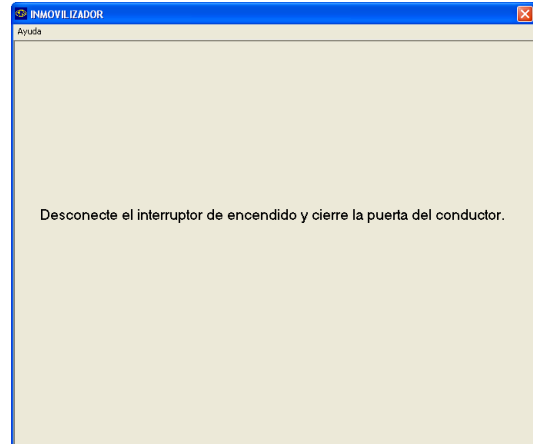 INMOVILIZADOR
Ayuda
Desconecte el interruptor de encendido y cierre la puerta del conductor.